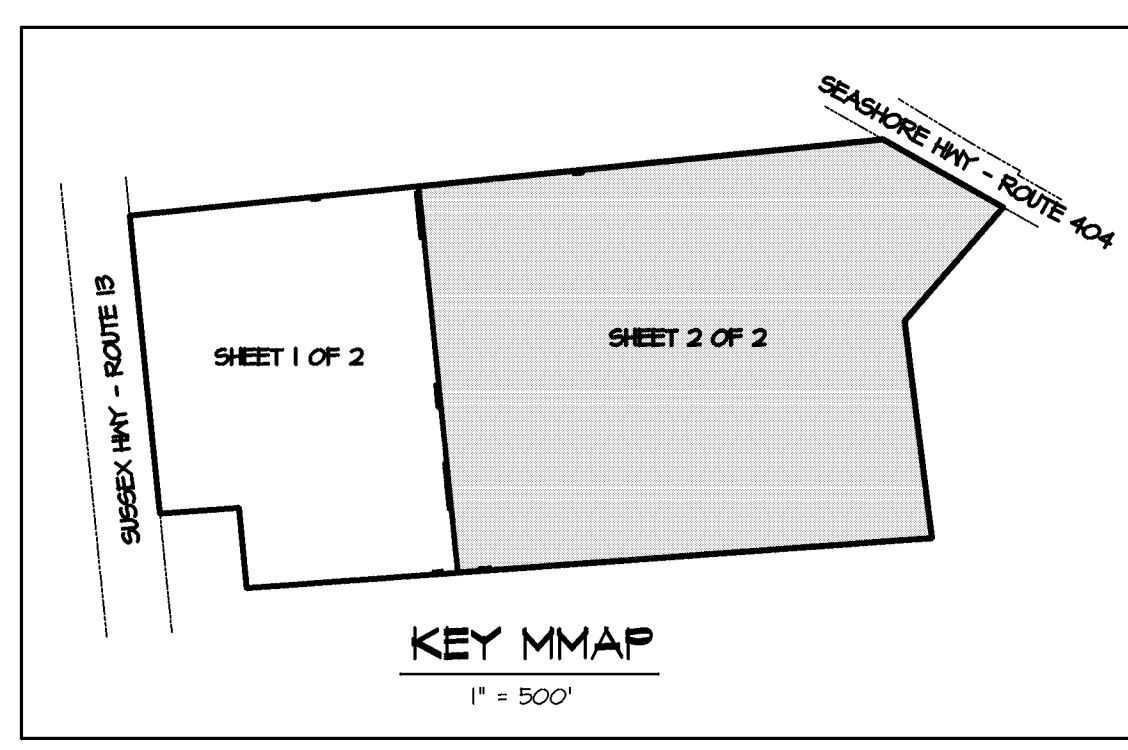 SEASHORE HWY - ROUTE 404
SUSSEX HWY - ROUTE 13
SHEET 1 OF 2
SHEET 2 OF 2
KEY MMAP
1" = 500'